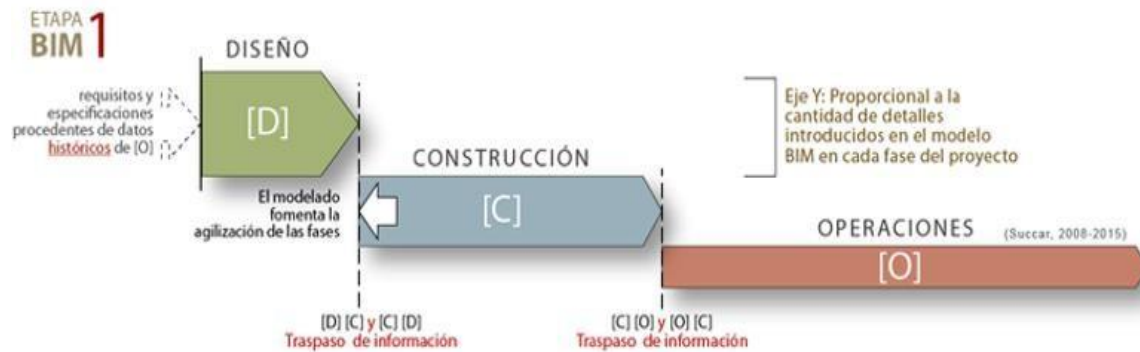 ETAPA
BIM 1
DISEÑO
requisitos y
especificaciones
procedentes de datos
históricos de [O]
[D]
Eje Y: Proporcional a la
cantidad de detalles
introducidos en el modelo
BIM en cada fase del proyecto
CONSTRUCCIÓN
El modelado
fomenta la
agilización de las fases
[C]
OPERACIONES
(Succar, 2008-2015)
[O]
[D] [C] y [C] [D]
Traspaso de información
[C] [O] y [O] [C]
Traspaso de información